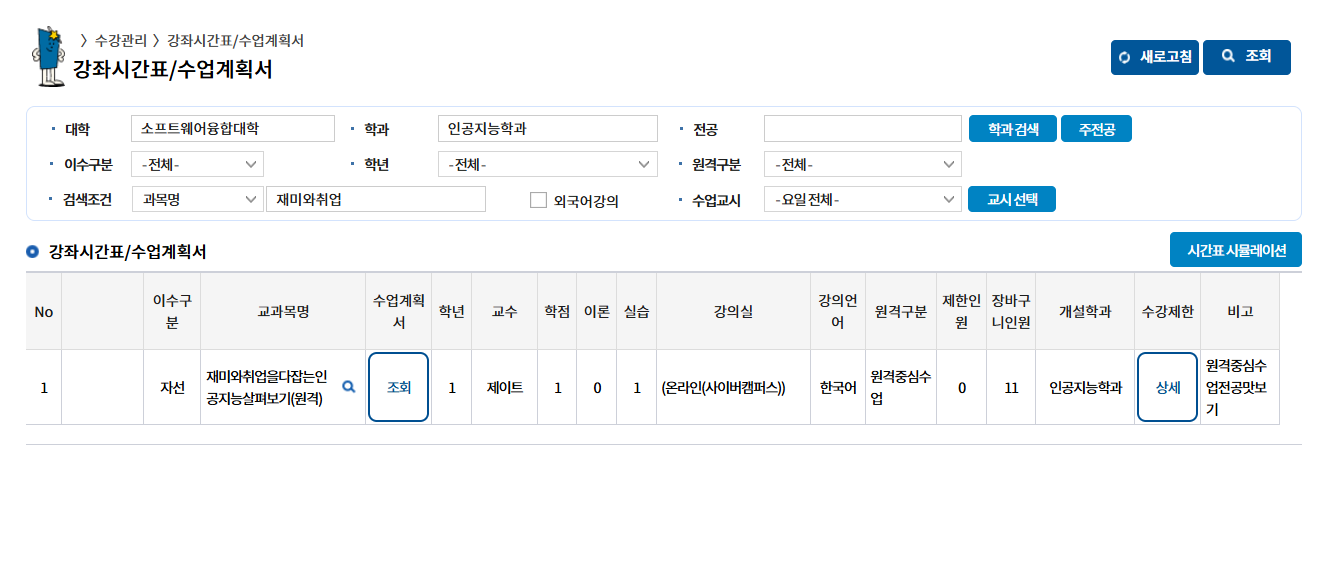 〉 수강관리 〉 강좌시간표/수업계획서
강좌시간표/수업계획서
새로고침 조회
대학 소프트웨어융합대학 학과 인공지능학과 전공 학과검색 주전공
이수구분 -전체- 학년 -전체- 원격구분 -전체-
검색조건 과목명 재미와취업 외국어강의 수업교시 -요일전체- 교시선택
강좌시간표/수업계획서 시간표 시뮬레이션
No 이수구분 교과목명 수업계획서 학년 교수 학점 이론 실습 강의실 강의언어 원격구분 제한인원 장바구니인원 개설학과 수강제한 비고
1 자선 재미와취업을다잡는인공지능살펴보기(원격) 조회 1 제이트 1 0 1 (온라인(사이버캠퍼스)) 한국어 원격중심수업 0 11 인공지능학과 상세 원격중심수업전공맛보기